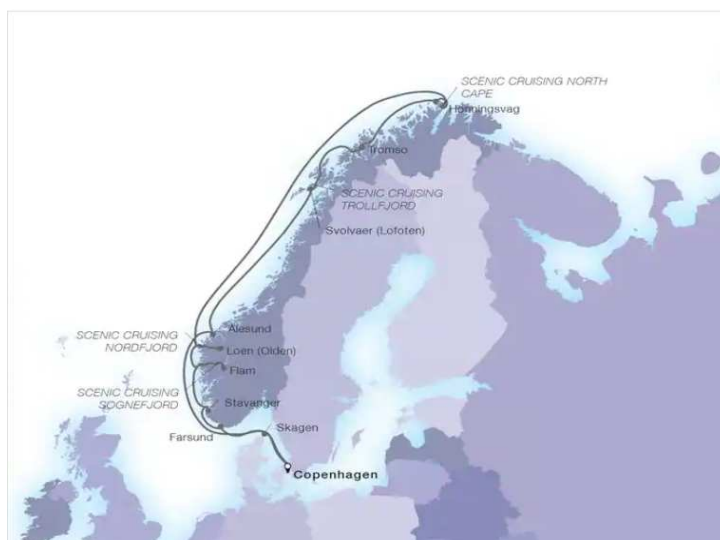 SCENIC CRUISING NORTH
CAPE
Honningsvag
Tromso
SCENIC CRUISING
TROLLFJORD
Svolvaer (Lofoten)
Alesund
SCENIC CRUISING
NORDFJORD
Loen (Olden)
Flam
SCENIC CRUISING
SOGNEFJORD
Stavanger
Skagen
Farsund
Copenhagen